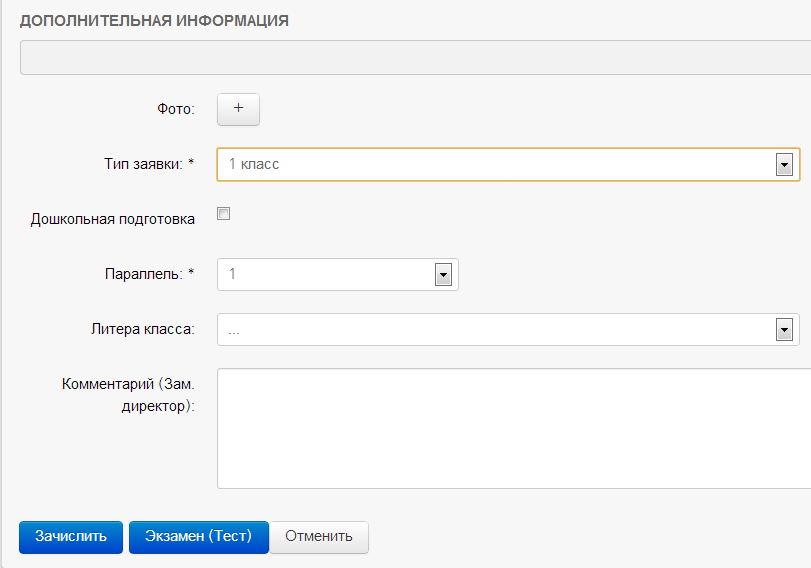 ДОПОЛНИТЕЛЬНАЯ ИНФОРМАЦИЯ
Фото: +
Тип заявки: * 1 класс
Дошкольная подготовка
Параллель: * 1
Литера класса: ...
Комментарий (Зам.
директор):
Зачислить Экзамен (Тест) Отменить